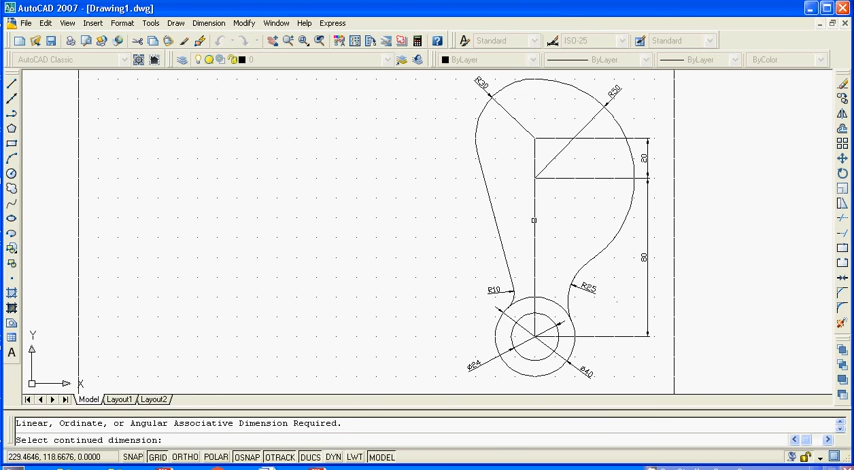 AutoCAD 2007 - [Drawing1.dwg]
File Edit View Insert Format Tools Draw Dimension Modify Window Help Express
Standard ISO-25 Standard
AutoCAD Classic 0 ByLayer ByLayer ByLayer ByColor
R30
R50
20
80
R10
R25
ø24
ø40
Y
X
Model Layout1 Layout2
Linear, Ordinate, or Angular Associative Dimension Required.
Select continued dimension:
229.4646, 118.6676, 0.0000 SNAP GRID ORTHO POLAR OSNAP OTRACK DUCS DYN LWT MODEL